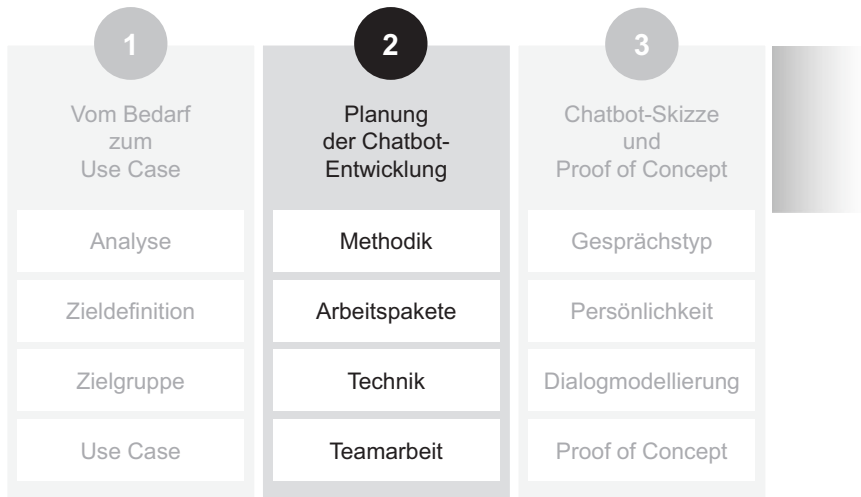 1
Vom Bedarf
zum
Use Case
Analyse
Zieldefinition
Zielgruppe
Use Case
2
Planung
der Chatbot-
Entwicklung
Methodik
Arbeitspakete
Technik
Teamarbeit
3
Chatbot-Skizze
und
Proof of Concept
Gesprächstyp
Persönlichkeit
Dialogmodellierung
Proof of Concept